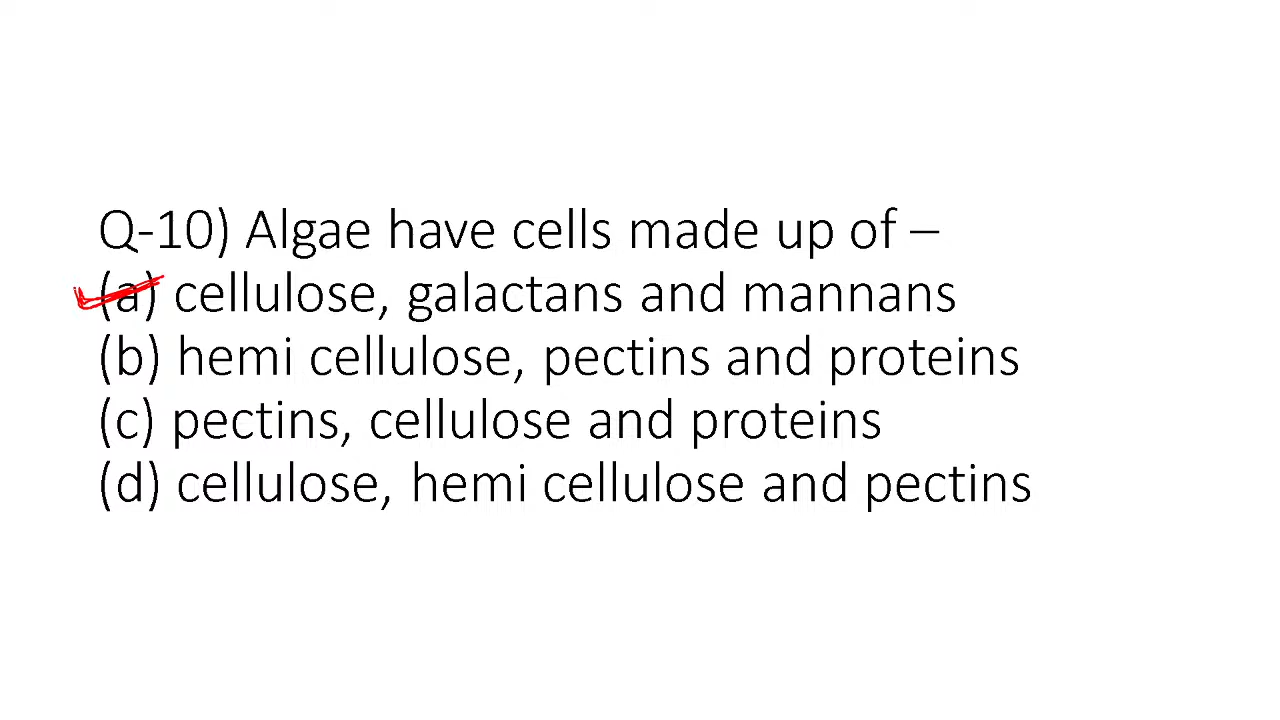 Q-10) Algae have cells made up of –
(a) cellulose, galactans and mannans
(b) hemi cellulose, pectins and proteins
(c) pectins, cellulose and proteins
(d) cellulose, hemi cellulose and pectins